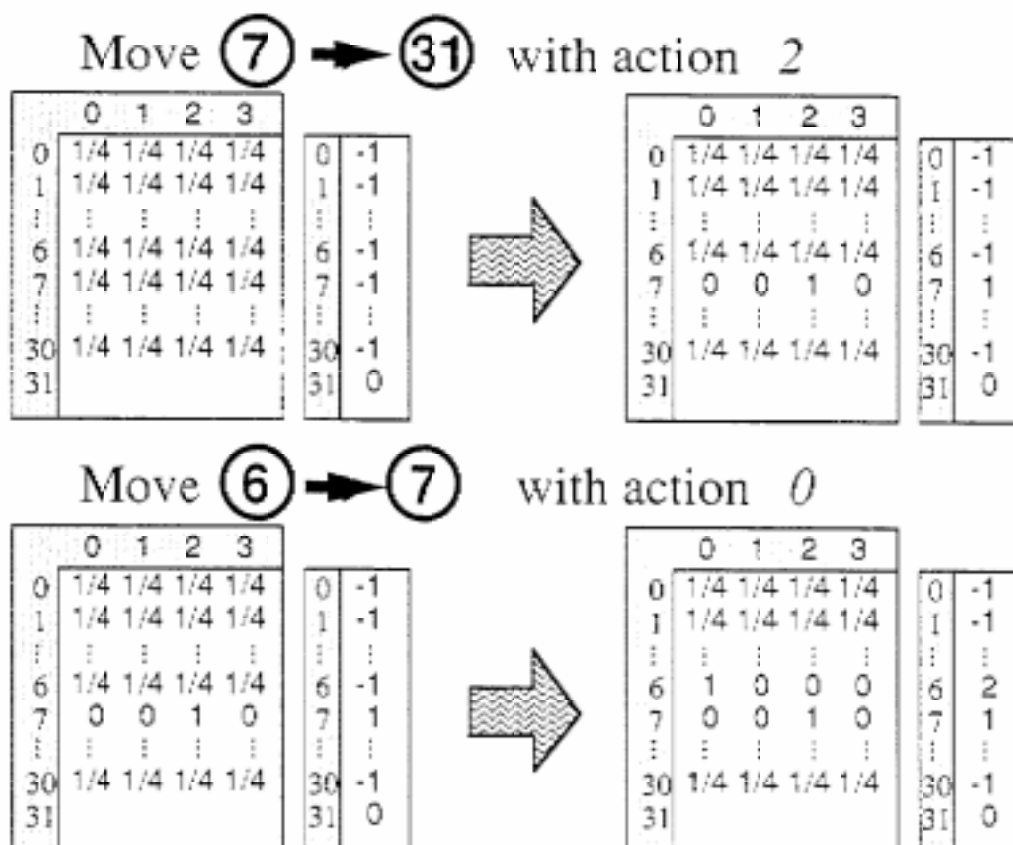 Move 7 31 with action 2
0 1 2 3 0 1 2 3
0 1/4 1/4 1/4 1/4 0 -1 0 1/4 1/4 1/4 1/4 0 -1
1 1/4 1/4 1/4 1/4 1 -1 1 1/4 1/4 1/4 1/4 1 -1
⋮ ⋮ ⋮ ⋮ ⋮ ⋮ ⋮ ⋮ ⋮ ⋮ ⋮ ⋮ ⋮ ⋮
6 1/4 1/4 1/4 1/4 6 -1 6 1/4 1/4 1/4 1/4 6 -1
7 1/4 1/4 1/4 1/4 7 -1 7 0 0 1 0 7 1
⋮ ⋮ ⋮ ⋮ ⋮ ⋮ ⋮ ⋮ ⋮ ⋮ ⋮ ⋮ ⋮ ⋮
30 1/4 1/4 1/4 1/4 30 -1 30 1/4 1/4 1/4 1/4 30 -1
31 31 0 31 31 0
Move 6 7 with action 0
0 1 2 3 0 1 2 3
0 1/4 1/4 1/4 1/4 0 -1 0 1/4 1/4 1/4 1/4 0 -1
1 1/4 1/4 1/4 1/4 1 -1 1 1/4 1/4 1/4 1/4 1 -1
⋮ ⋮ ⋮ ⋮ ⋮ ⋮ ⋮ ⋮ ⋮ ⋮ ⋮ ⋮ ⋮ ⋮
6 1/4 1/4 1/4 1/4 6 -1 6 1 0 0 0 6 2
7 0 0 1 0 7 1 7 0 0 1 0 7 1
⋮ ⋮ ⋮ ⋮ ⋮ ⋮ ⋮ ⋮ ⋮ ⋮ ⋮ ⋮ ⋮ ⋮
30 1/4 1/4 1/4 1/4 30 -1 30 1/4 1/4 1/4 1/4 30 -1
31 31 0 31 31 0